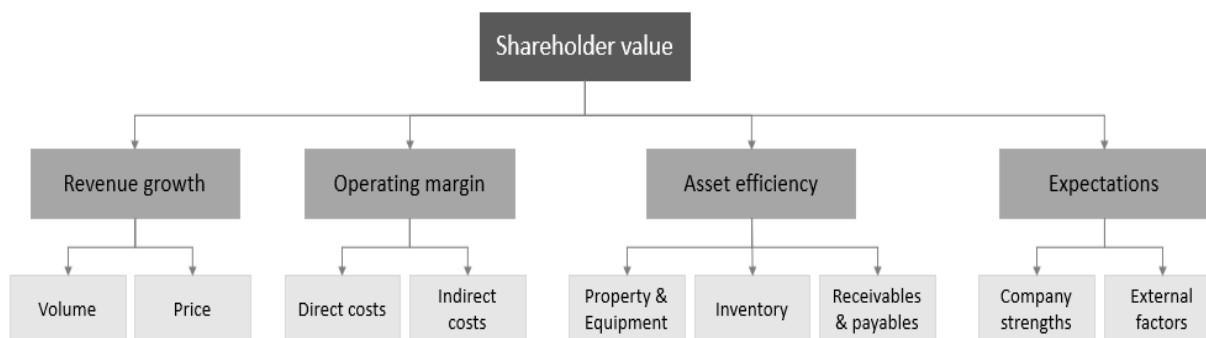 Shareholder value
Revenue growth
Operating margin
Asset efficiency
Expectations
Volume
Price
Direct costs
Indirect
costs
Property &
Equipment
Inventory
Receivables
& payables
Company
strengths
External
factors